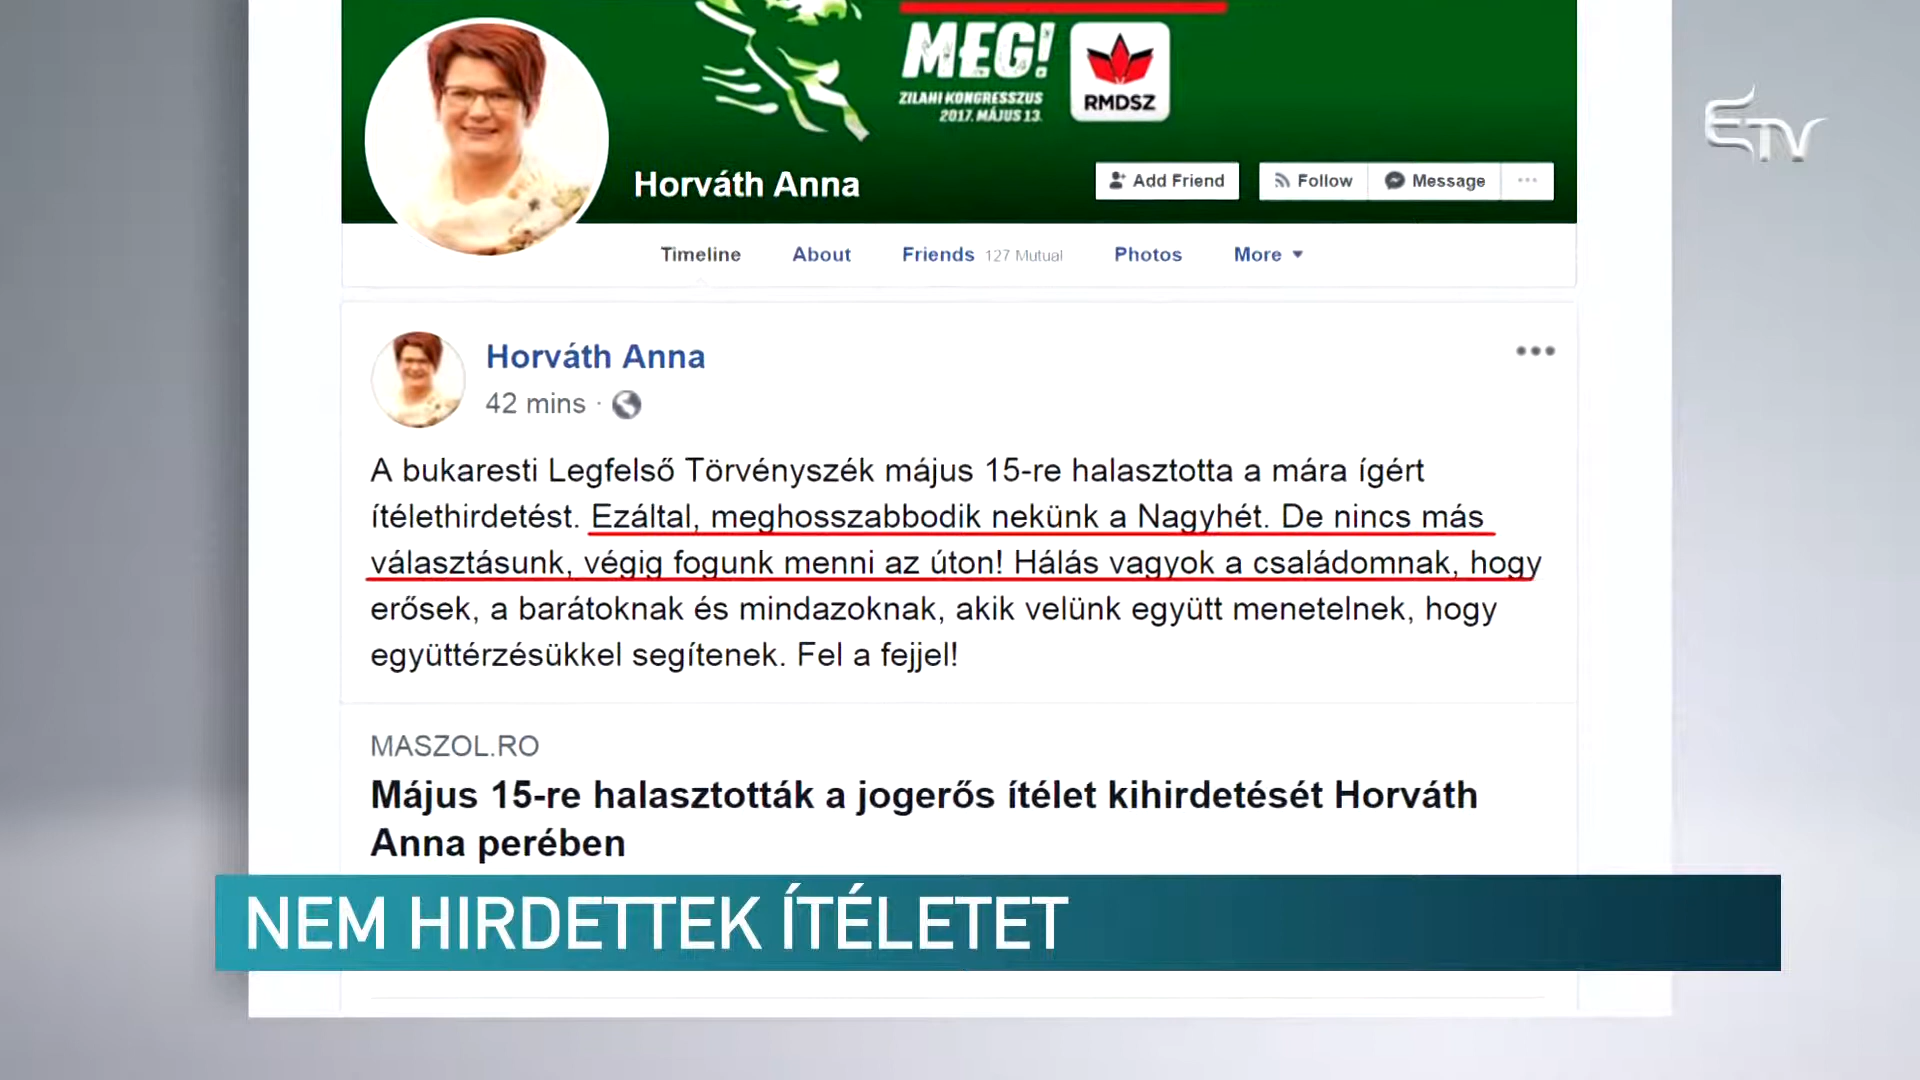 MEG!
ZILAHI KONGRESSZUS
2017. MÁJUS 13.
RMDSZ
ETV
Horváth Anna
Add Friend
Follow
Message
Timeline
About
Friends 127 Mutual
Photos
More
Horváth Anna
42 mins ·
A bukaresti Legfelső Törvényszék május 15-re halasztotta a mára ígért
ítélethirdetést. Ezáltal, meghosszabbodik nekünk a Nagyhét. De nincs más
választásunk, végig fogunk menni az úton! Hálás vagyok a családomnak, hogy
erősek, a barátoknak és mindazoknak, akik velünk együtt menetelnek, hogy
együttérzésükkel segítenek. Fel a fejjel!
MASZOL.RO
Május 15-re halasztották a jogerős ítélet kihirdetését Horváth
Anna perében
NEM HIRDETTEK ÍTÉLETET